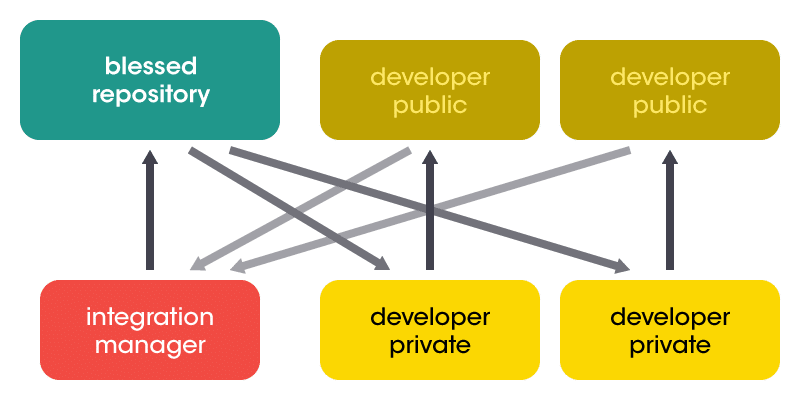 blessed
repository
developer
public
developer
public
integration
manager
developer
private
developer
private